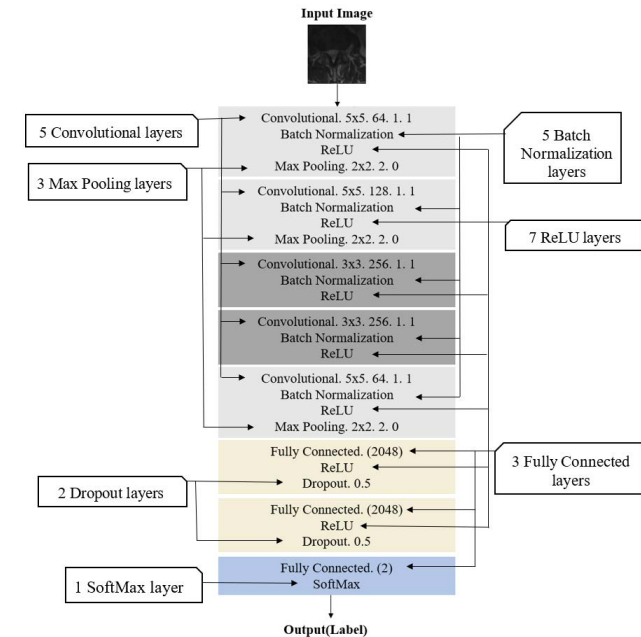 Input Image
Convolutional. 5x5. 64. 1. 1
Batch Normalization
ReLU
Max Pooling. 2x2. 2. 0
Convolutional. 5x5. 128. 1. 1
Batch Normalization
ReLU
Max Pooling. 2x2. 2. 0
Convolutional. 3x3. 256. 1. 1
Batch Normalization
ReLU
Convolutional. 3x3. 256. 1. 1
Batch Normalization
ReLU
Convolutional. 5x5. 64. 1. 1
Batch Normalization
ReLU
Max Pooling. 2x2. 2. 0
Fully Connected. (2048)
ReLU
Dropout. 0.5
Fully Connected. (2048)
ReLU
Dropout. 0.5
Fully Connected. (2)
SoftMax
Output(Label)
5 Convolutional layers
3 Max Pooling layers
2 Dropout layers
1 SoftMax layer
5 Batch
Normalization
layers
7 ReLU layers
3 Fully Connected
layers